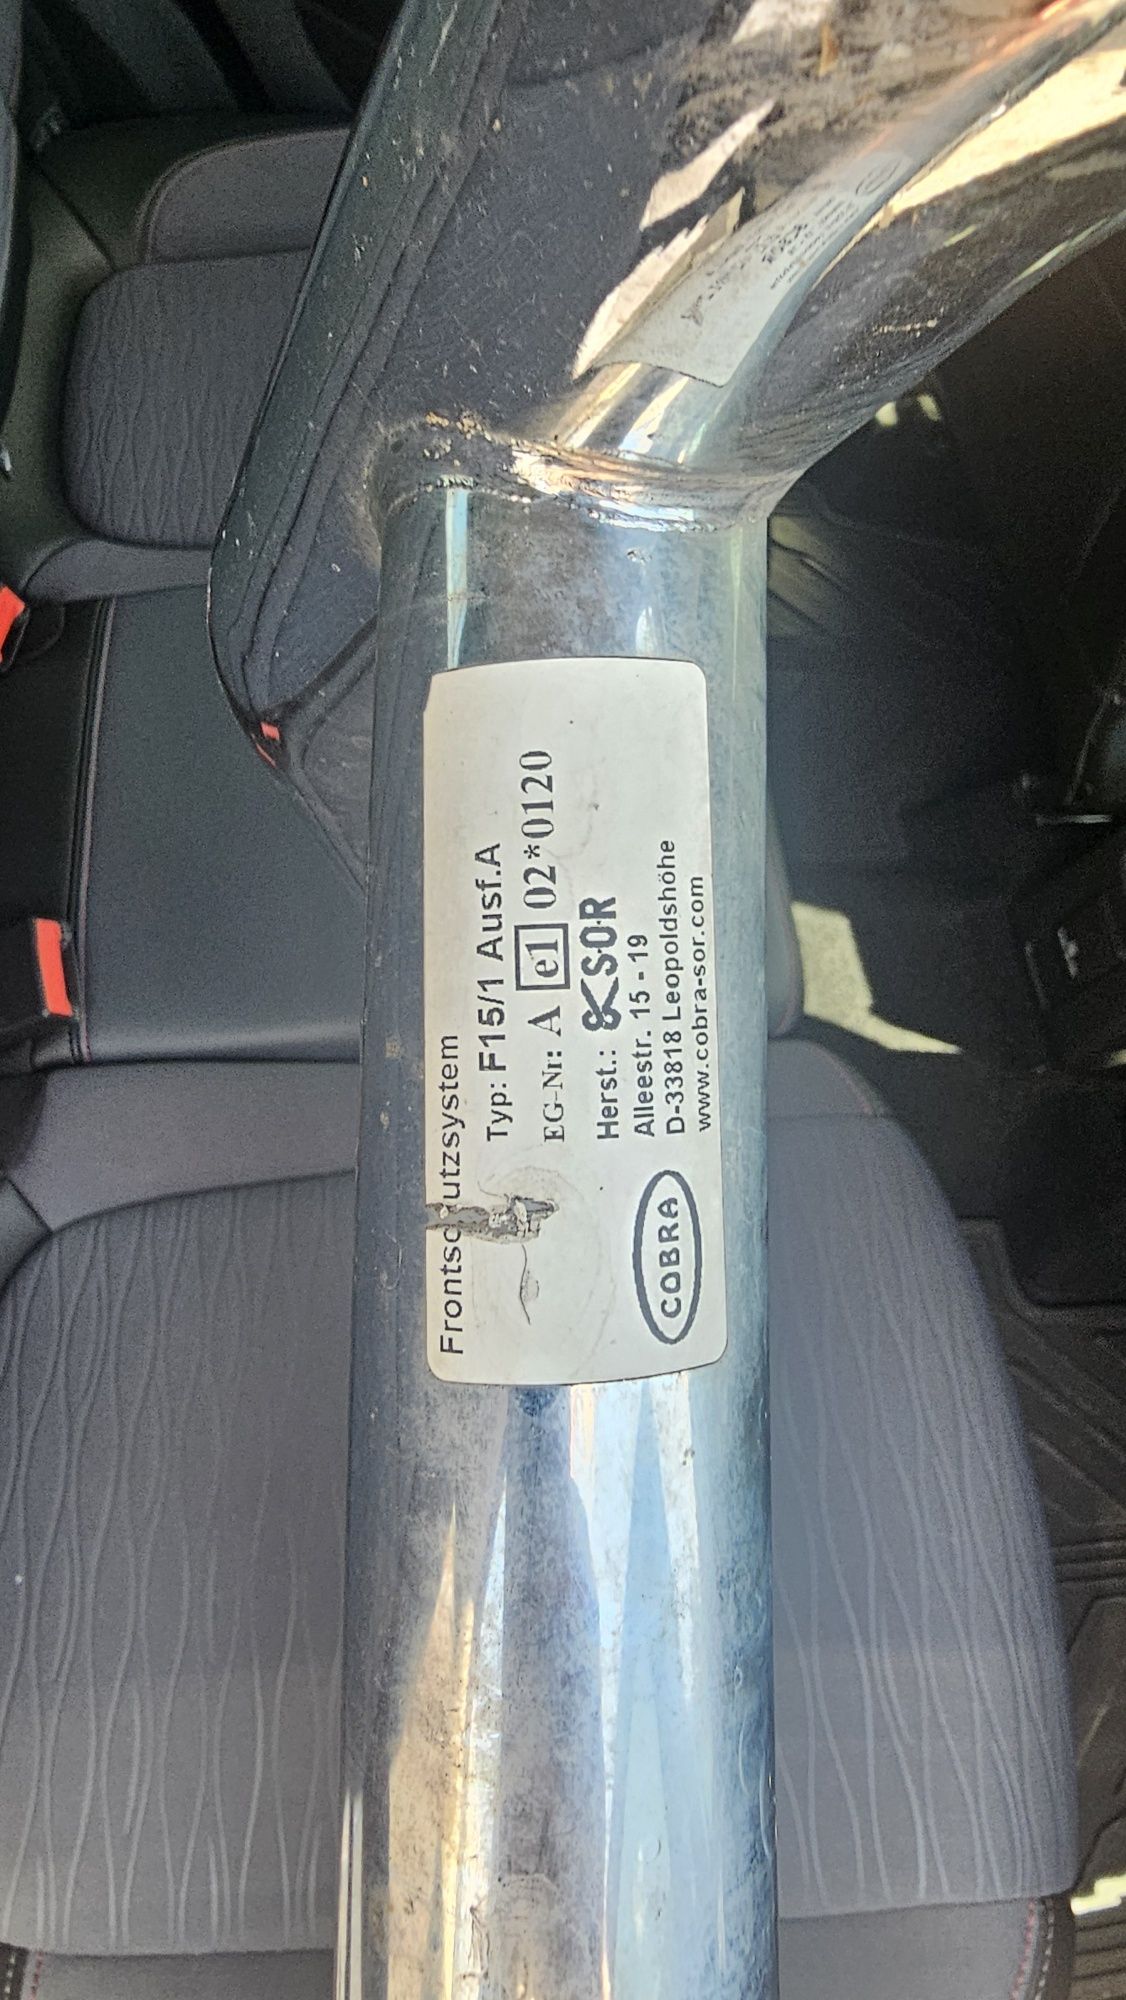 Frontschutzsystem
Typ: F15/1 Ausf.A
EG-Nr: A e1 02*0120
Herst.: SOR
Alleestr. 15 - 19
D-33818 Leopoldshöhe
www.cobra-sor.com
COBRA